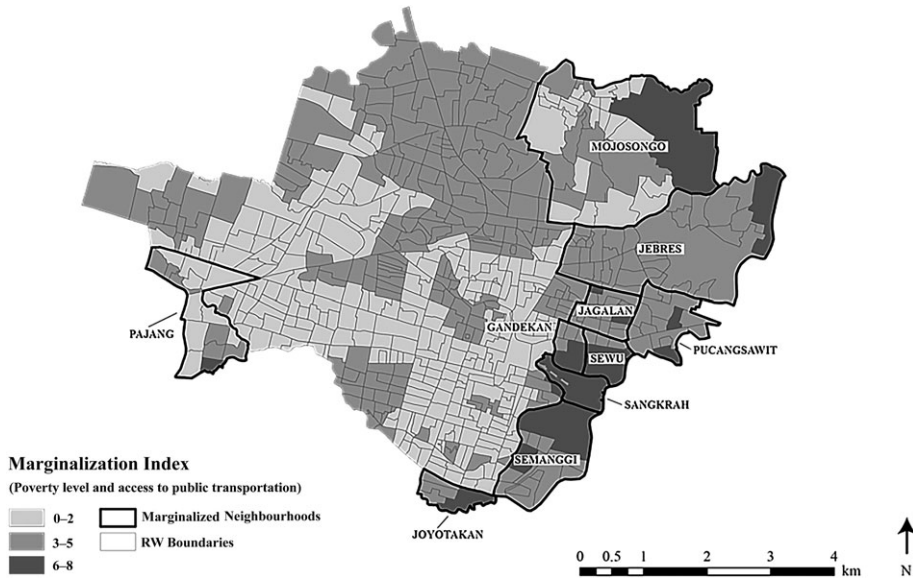 MOJOSONGO
JEBRES
JAGALAN
GANDEKAN
PAJANG
PUCANGSAWIT
SEWU
SANGKRAH
SEMANGGI
JOYOTAKAN
Marginalization Index
(Poverty level and access to public transportation)
0–2
Marginalized Neighbourhoods
3–5
RW Boundaries
6–8
0 0.5 1 2 3 4
km
N